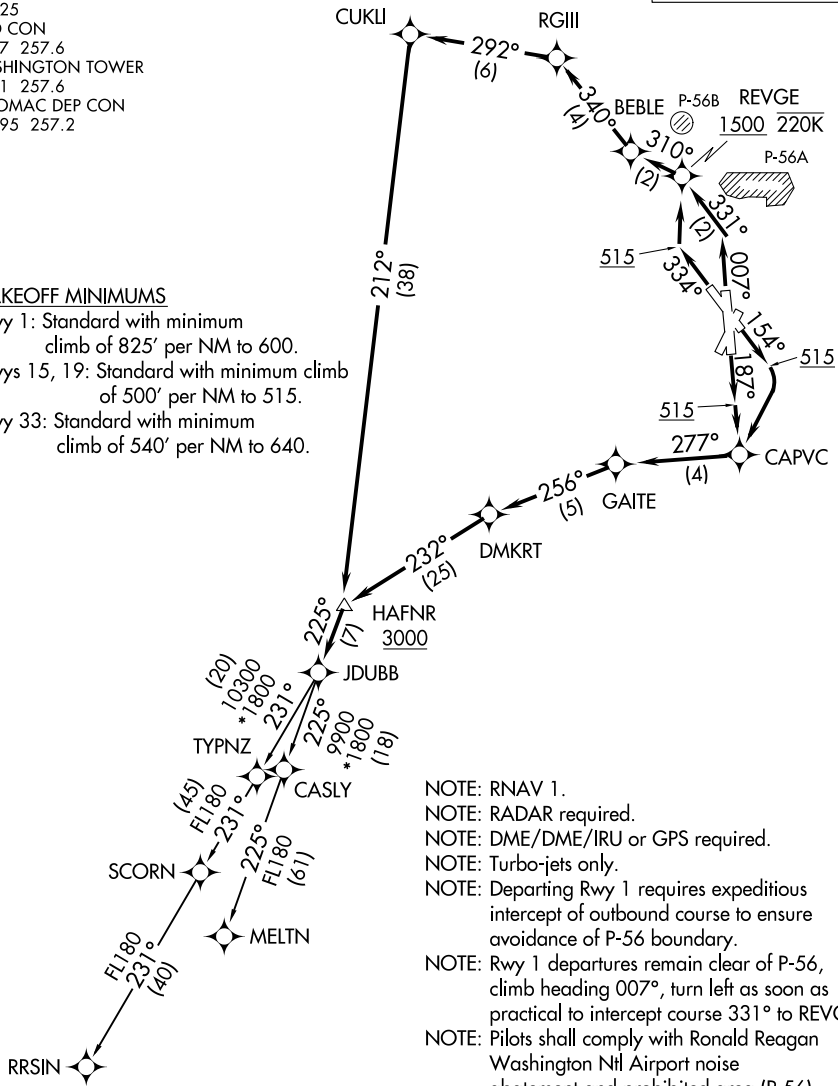 25
CON
7 257.6
SHINGTON TOWER
1 257.6
OMAC DEP CON
95 257.2
CUKLI
RGIII
292°
(6)
340°
(4)
BEBLE
P-56B
REVGE
1500 220K
310°
(2)
P-56A
331°
(2)
515
334°
007°
154°
515
187°
515
212°
(38)
KEOFF MINIMUMS
y 1: Standard with minimum
climb of 825' per NM to 600.
ys 15, 19: Standard with minimum climb
of 500' per NM to 515.
y 33: Standard with minimum
climb of 540' per NM to 640.
277°
(4)
CAPVC
GAITE
256°
(5)
DMKRT
232°
(25)
HAFNR
3000
225°
(7)
JDUBB
(20)
10300
*1800
231°
225°
9900
*1800
(18)
TYPNZ
CASLY
(45)
FL180
231°
225°
FL180
(61)
SCORN
MELTN
FL180
231°
(40)
RRSIN
NOTE: RNAV 1.
NOTE: RADAR required.
NOTE: DME/DME/IRU or GPS required.
NOTE: Turbo-jets only.
NOTE: Departing Rwy 1 requires expeditious
intercept of outbound course to ensure
avoidance of P-56 boundary.
NOTE: Rwy 1 departures remain clear of P-56,
climb heading 007°, turn left as soon as
practical to intercept course 331° to REVG
NOTE: Pilots shall comply with Ronald Reagan
Washington Ntl Airport noise